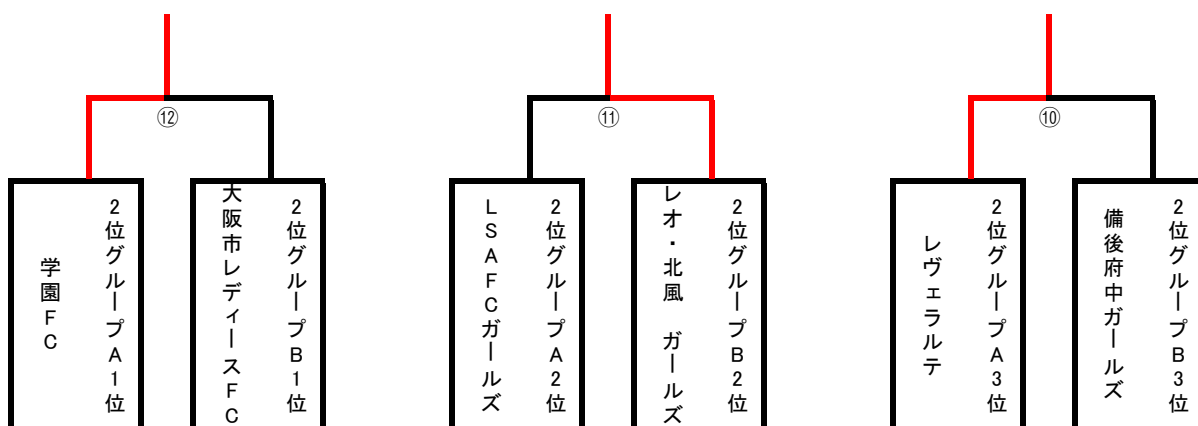 ⑫
⑪
⑩
2位グループA1位
学園FC
2位グループB1位
大阪市レディースFC
2位グループA2位
LSAFCガールズ
2位グループB2位
レオ・北風　ガールズ
2位グループA3位
レヴェラルテ
2位グループB3位
備後府中ガールズ